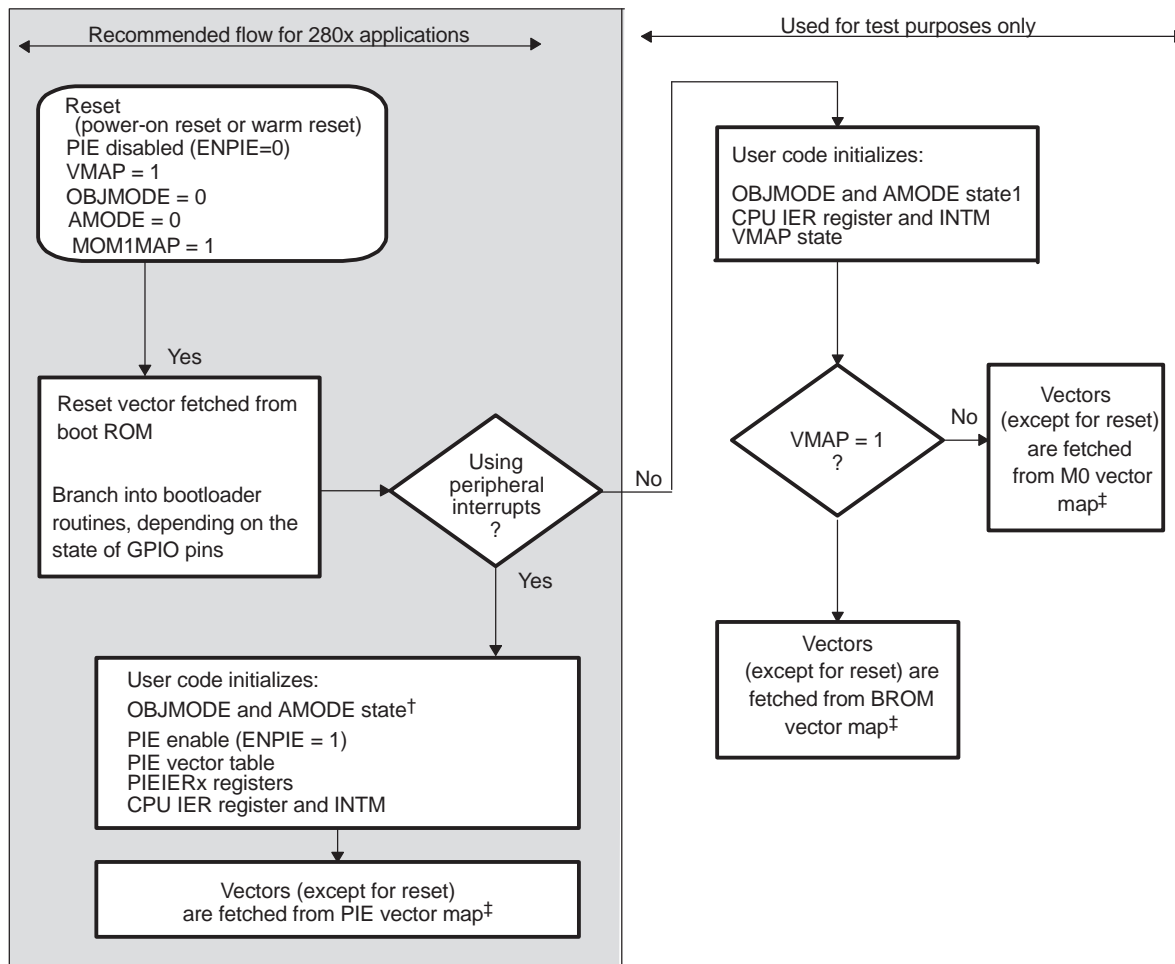 Recommended flow for 280x applications
Used for test purposes only
Reset
(power-on reset or warm reset)
PIE disabled (ENPIE=0)
VMAP = 1
OBJMODE = 0
AMODE = 0
MOM1MAP = 1
Yes
Reset vector fetched from
boot ROM
Branch into bootloader
routines, depending on the
state of GPIO pins
Using
peripheral
interrupts
?
No
Yes
User code initializes:
OBJMODE and AMODE state†
PIE enable (ENPIE = 1)
PIE vector table
PIEIERx registers
CPU IER register and INTM
Vectors (except for reset)
are fetched from PIE vector map‡
User code initializes:
OBJMODE and AMODE state1
CPU IER register and INTM
VMAP state
VMAP = 1
?
No
Vectors
(except for reset)
are fetched
from M0 vector
map‡
Vectors
(except for reset) are
fetched from BROM
vector map‡